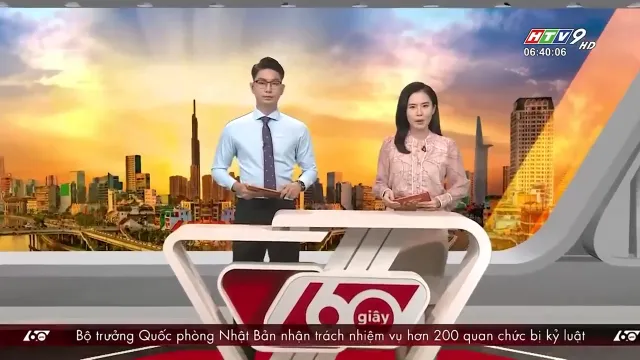 HTV9 HD
06:40:06
60 giây
60 Bộ trưởng Quốc phòng Nhật Bản nhận trách nhiệm vụ hơn 200 quan chức bị kỷ luật